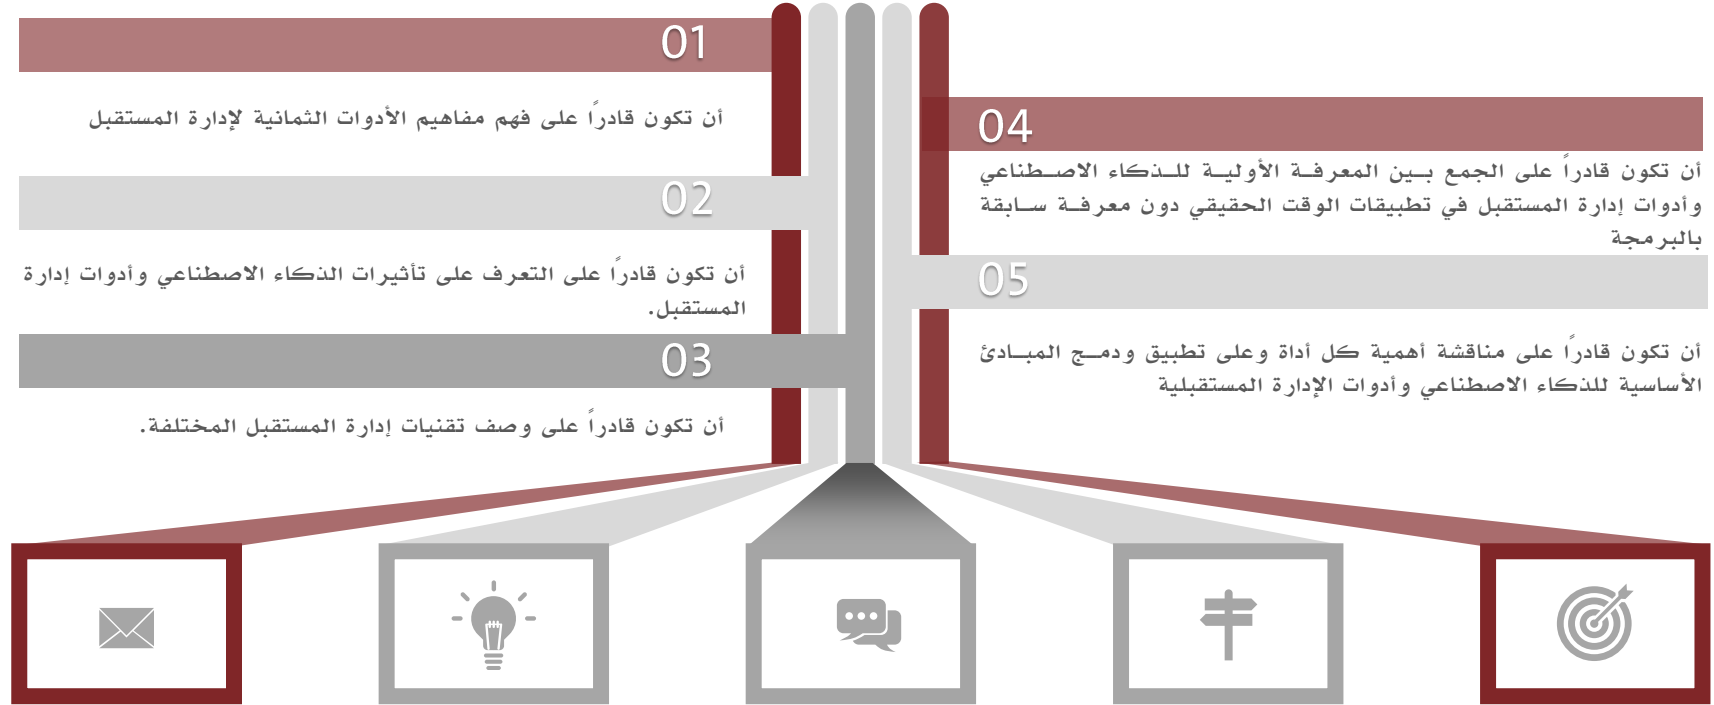 01
أن تكون قادراً على فهم مفاهيم الأدوات الثمانية لإدارة المستقبل
02
أن تكون قادراً على التعرف على تأثيرات الذكاء الاصطناعي وأدوات إدارة
المستقبل.
03
أن تكون قادراً على وصف تقنيات إدارة المستقبل المختلفة.
04
أن تكون قادراً على الجمع بين المعرفة الأولية للذكاء الاصطناعي
وأدوات إدارة المستقبل في تطبيقات الوقت الحقيقي دون معرفة سابقة
بالبرمجة
05
أن تكون قادراً على مناقشة أهمية كل أداة وعلى تطبيق ودمج المبادئ
الأساسية للذكاء الاصطناعي وأدوات الإدارة المستقبلية